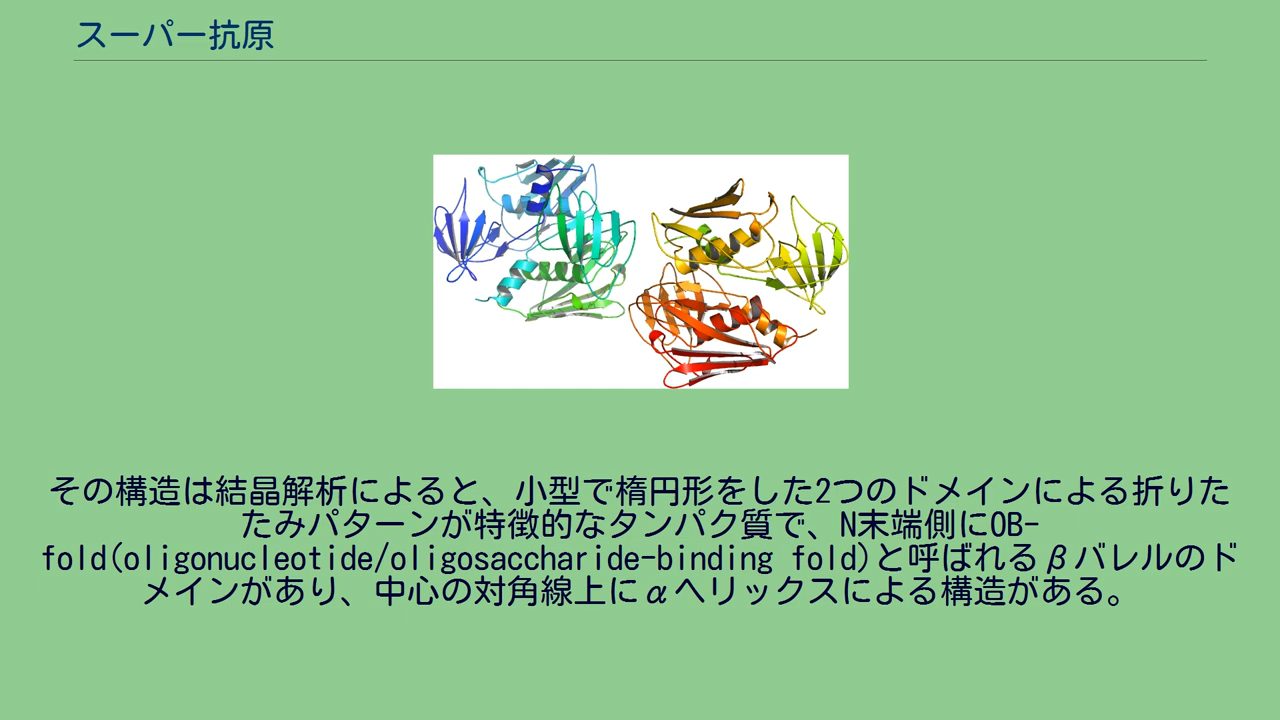 スーパー抗原
その構造は結晶解析によると、小型で楕円形をした2つのドメインによる折りた
たみパターンが特徴的なタンパク質で、N末端側にOB-
fold(oligonucleotide/oligosaccharide-binding fold)と呼ばれるβバレルのド
メインがあり、中心の対角線上にαヘリックスによる構造がある。